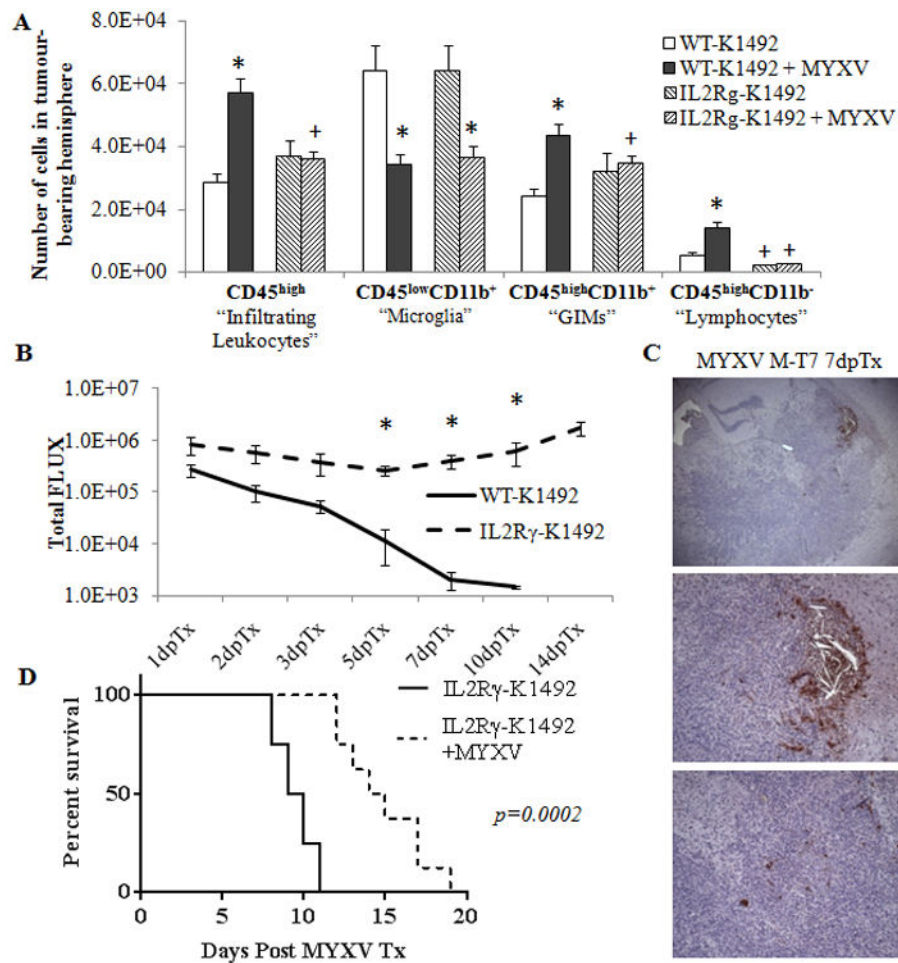 A
Number of cells in tumour-
bearing hemisphere
8.0E+04
6.0E+04
4.0E+04
2.0E+04
0.0E+00
* * * * + * + + +
WT-K1492
WT-K1492 + MYXV
IL2Rg-K1492
IL2Rg-K1492 + MYXV
CD45high CD45lowCD11b+ CD45highCD11b+ CD45highCD11b-
"Infiltrating Leukocytes" "Microglia" "GIMs" "Lymphocytes"
B
Total FLUX
1.0E+07
1.0E+06
1.0E+05
1.0E+04
1.0E+03
* * *
WT-K1492
IL2Rγ-K1492
1dpTx 2dpTx 3dpTx 5dpTx 7dpTx 10dpTx 14dpTx
C
MYXV M-T7 7dpTx
D
Percent survival
100
50
0
IL2Rγ-K1492
IL2Rγ-K1492
+MYXV
p=0.0002
0 5 10 15 20
Days Post MYXV Tx